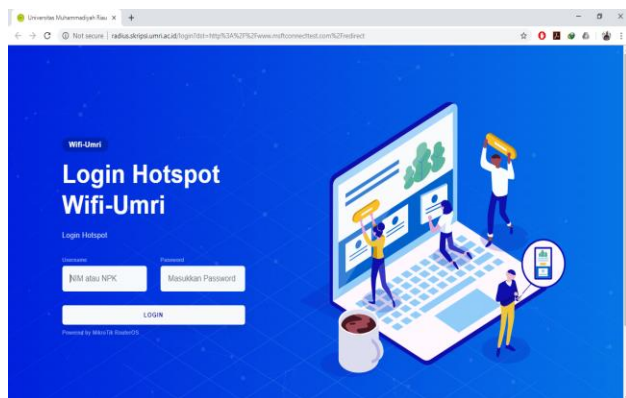 Universitas Muhammadiyah Riau
Not secure | radius.skripsi.umri.ac.id/login?dst=http%3A%2F%2Fwww.msftconnecttest.com%2Fredirect
Wifi-Umri
Login Hotspot
Wifi-Umri
Login Hotspot
Username Password
NIM atau NPK Masukkan Password
LOGIN
Powered by MikroTik RouterOS